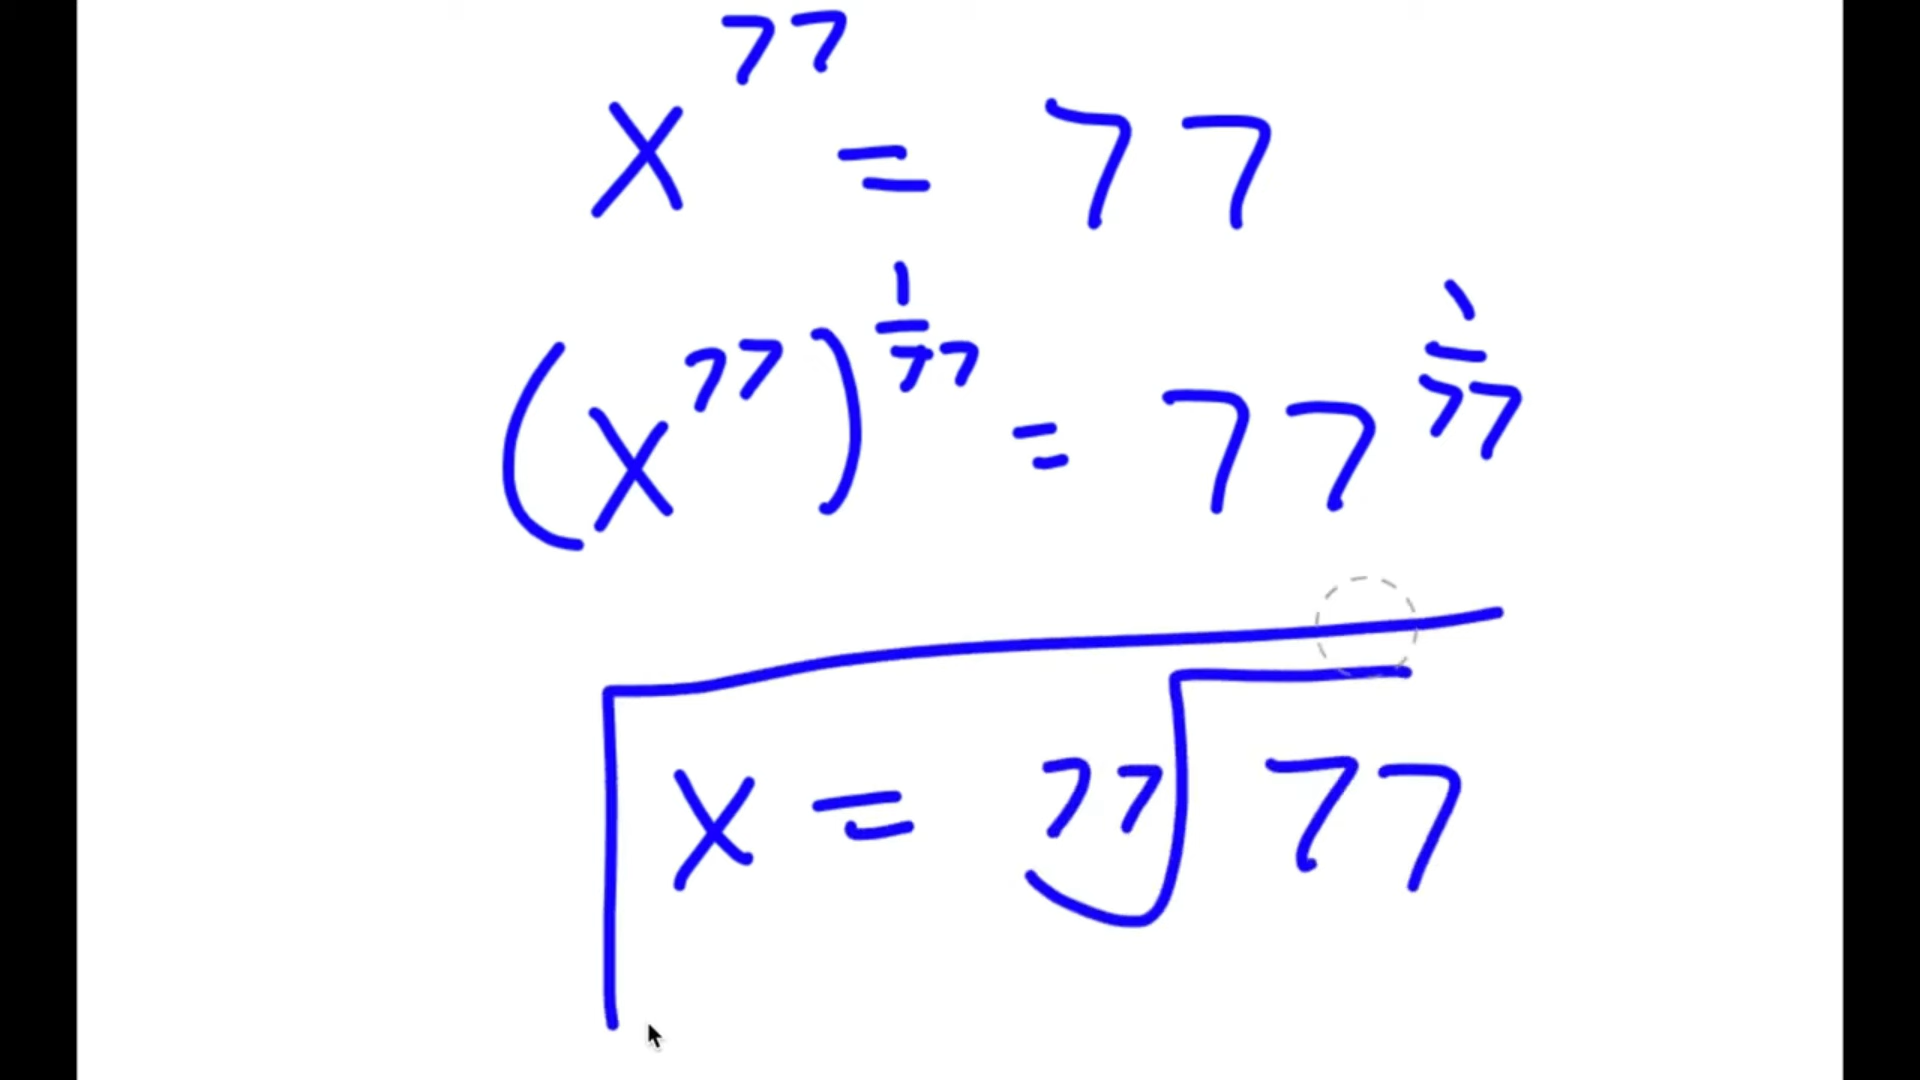 x^77 = 77
(x^77)^1/77 = 77^1/77
x = ⁷⁷√77